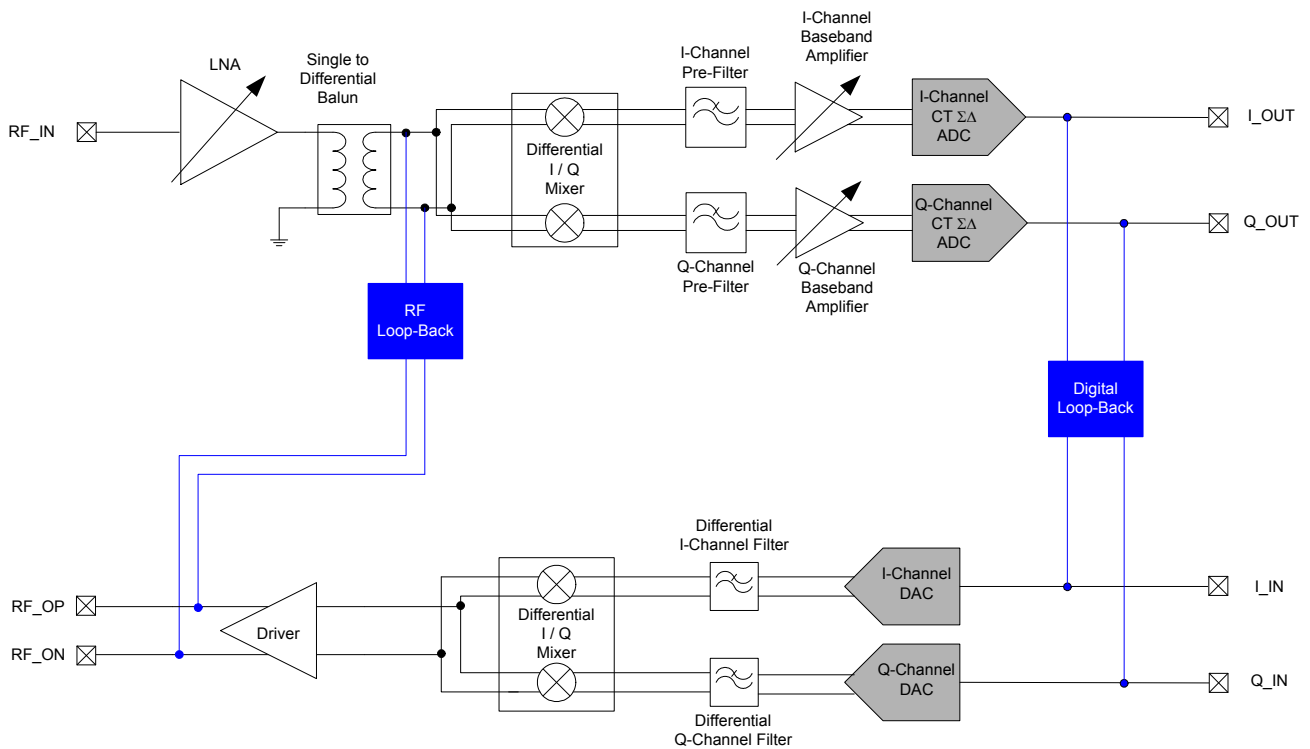 LNA
Single to
Differential
Balun
I-Channel
Pre-Filter
I-Channel
Baseband
Amplifier
RF_IN
Differential
I / Q
Mixer
I-Channel
CT ΣΔ
ADC
I_OUT
Q-Channel
CT ΣΔ
ADC
Q_OUT
Q-Channel
Pre-Filter
Q-Channel
Baseband
Amplifier
RF
Loop-Back
Digital
Loop-Back
Differential
I-Channel Filter
I-Channel
DAC
I_IN
RF_OP
RF_ON
Driver
Differential
I / Q
Mixer
Q-Channel
DAC
Q_IN
Differential
Q-Channel Filter